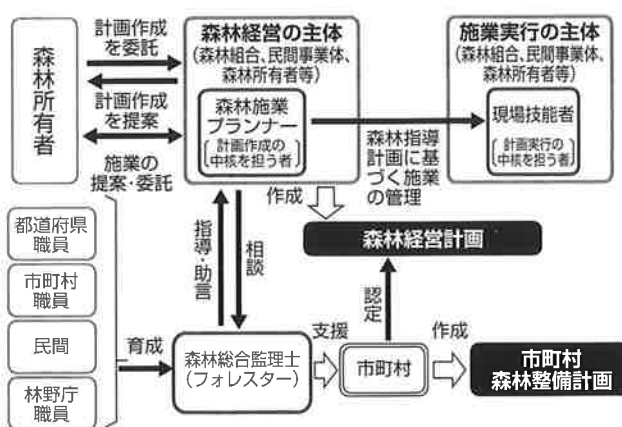 森林所有者
計画作成
を委託
計画作成
を提案
施業の
提案・委託
森林経営の主体
(森林組合、民間事業体、
森林所有者等)
森林施業
プランナー
計画作成の
中核を担う者
森林指導
計画に基
づく施業
の管理
施業実行の主体
(森林組合、民間事業体、
森林所有者等)
現場技能者
計画実行の
中核を担う者
作成
森林経営計画
指導・助言
相談
認定
都道府県
職員
市町村
職員
民間
林野庁
職員
育成
森林総合監理士
(フォレスター)
支援
市町村
作成
市町村
森林整備計画